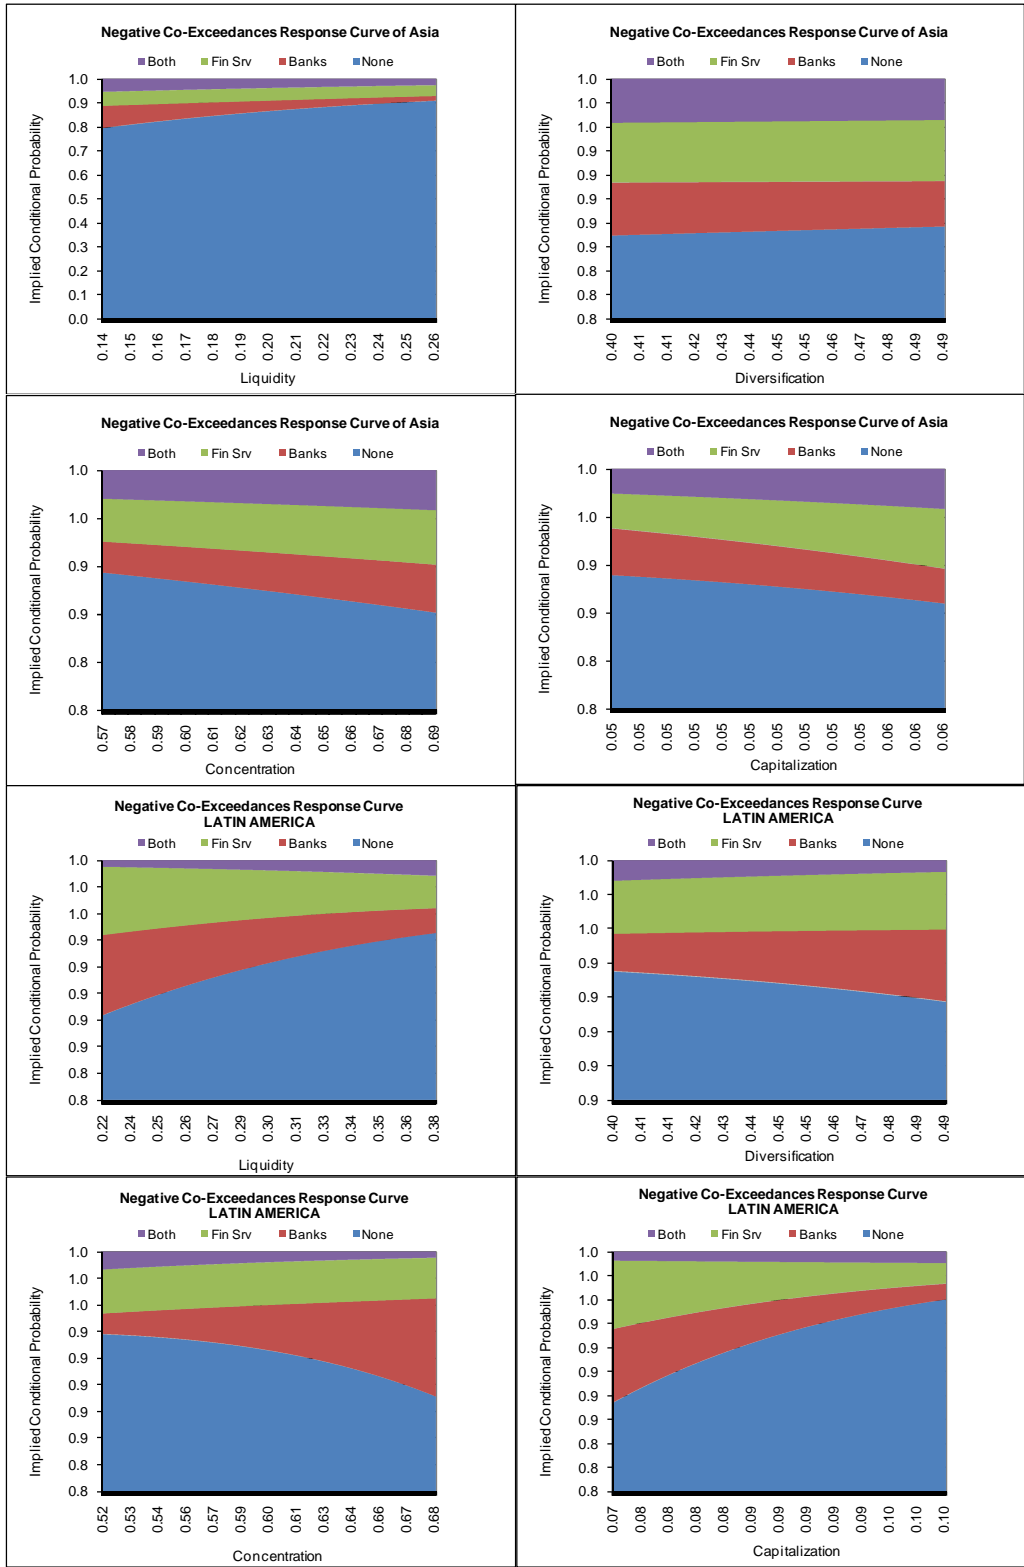 Negative Co-Exceedances Response Curve of Asia
Both Fin Srv Banks None
Implied Conditional Probability
1.0
0.9
0.8
0.7
0.6
0.5
0.4
0.3
0.2
0.1
0.0
0.14 0.15 0.16 0.17 0.18 0.19 0.20 0.21 0.22 0.23 0.24 0.25 0.26
Liquidity
Negative Co-Exceedances Response Curve of Asia
Both Fin Srv Banks None
Implied Conditional Probability
1.0
1.0
1.0
0.9
0.9
0.9
0.9
0.9
0.8
0.8
0.8
0.40 0.41 0.41 0.42 0.43 0.44 0.45 0.45 0.46 0.47 0.48 0.49 0.49
Diversification
Negative Co-Exceedances Response Curve of Asia
Both Fin Srv Banks None
Implied Conditional Probability
1.0
1.0
0.9
0.9
0.8
0.8
0.57 0.58 0.59 0.60 0.61 0.62 0.63 0.64 0.65 0.66 0.67 0.68 0.69
Concentration
Negative Co-Exceedances Response Curve of Asia
Both Fin Srv Banks None
Implied Conditional Probability
1.0
1.0
0.9
0.9
0.8
0.8
0.05 0.05 0.05 0.05 0.05 0.05 0.05 0.05 0.05 0.05 0.06 0.06 0.06
Capitalization
Negative Co-Exceedances Response Curve
LATIN AMERICA
Both Fin Srv Banks None
Implied Conditional Probability
1.0
1.0
1.0
0.9
0.9
0.9
0.9
0.9
0.8
0.8
0.22 0.24 0.25 0.26 0.27 0.29 0.30 0.31 0.33 0.34 0.35 0.36 0.38
Liquidity
Negative Co-Exceedances Response Curve
LATIN AMERICA
Both Fin Srv Banks None
Implied Conditional Probability
1.0
1.0
1.0
0.9
0.9
0.9
0.9
0.9
0.40 0.41 0.41 0.42 0.43 0.44 0.45 0.45 0.46 0.47 0.48 0.49 0.49
Diversification
Negative Co-Exceedances Response Curve
LATIN AMERICA
Both Fin Srv Banks None
Implied Conditional Probability
1.0
1.0
1.0
0.9
0.9
0.9
0.9
0.9
0.8
0.8
0.52 0.53 0.54 0.56 0.57 0.59 0.60 0.61 0.63 0.64 0.66 0.67 0.68
Concentration
Negative Co-Exceedances Response Curve
LATIN AMERICA
Both Fin Srv Banks None
Implied Conditional Probability
1.0
1.0
1.0
0.9
0.9
0.9
0.9
0.9
0.8
0.8
0.8
0.07 0.08 0.08 0.08 0.08 0.09 0.09 0.09 0.09 0.09 0.10 0.10 0.10
Capitalization